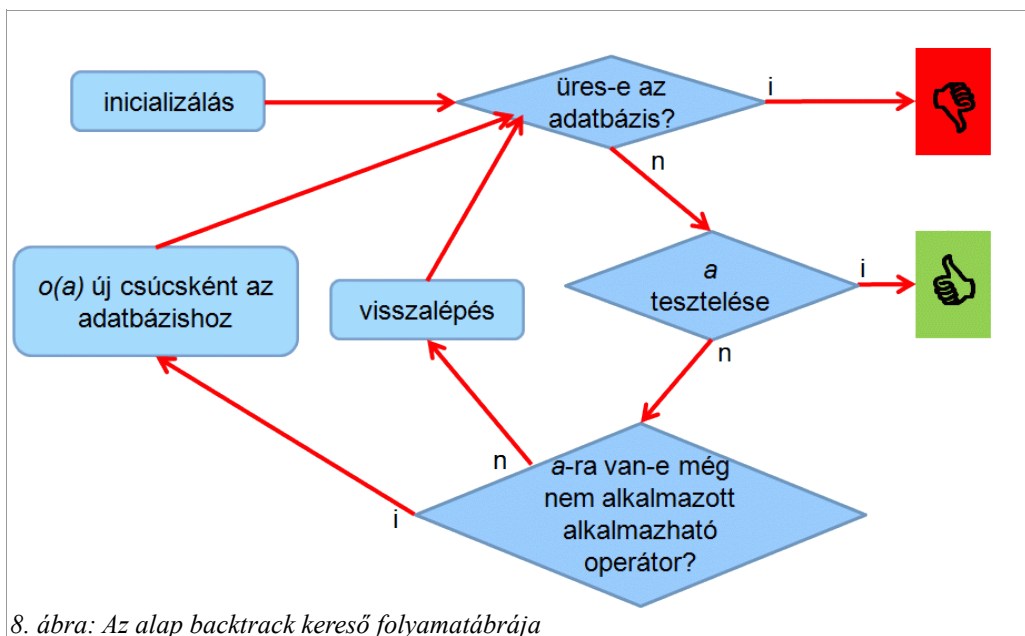 inicializálás
üres-e az
adatbázis?
i
n
o(a) új csúcsként az
adatbázishoz
visszalépés
a
tesztelése
i
n
n
i
a-ra van-e még
nem alkalmazott
alkalmazható
operátor?
8. ábra: Az alap backtrack kereső folyamatábrája